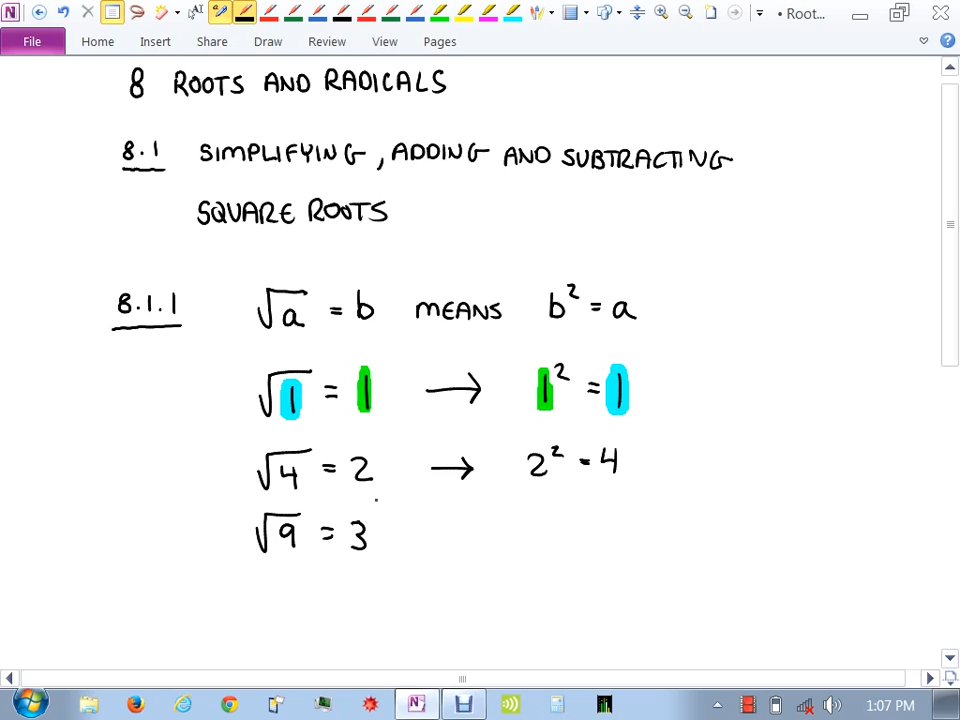 Root...
File Home Insert Share Draw Review View Pages
8 ROOTS AND RADICALS
8.1 SIMPLIFYING, ADDING AND SUBTRACTING
SQUARE ROOTS
8.1.1 √a = b MEANS b² = a
√1 = 1 → 1² = 1
√4 = 2 → 2² = 4
√9 = 3
1:07 PM